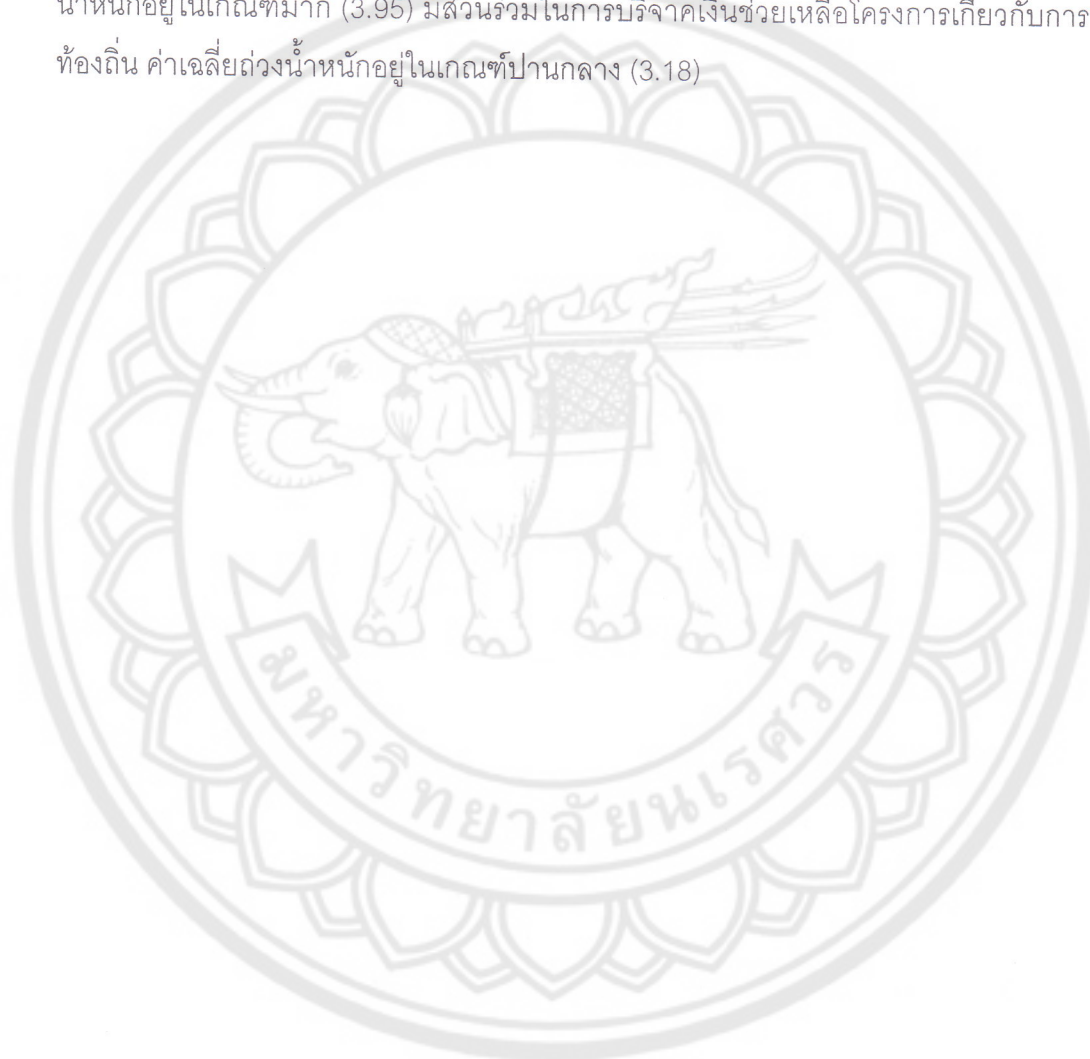 น้ำหนักอยู่ในเกณฑ์มาก (3.95) มีส่วนร่วมในการบริจาคเงินช่วยเหลือโครงการเกี่ยวกับการ
ท้องถิ่น ค่าเฉลี่ยถ่วงน้ำหนักอยู่ในเกณฑ์ปานกลาง (3.18)
มหาวิทยาลัยนเรศวร